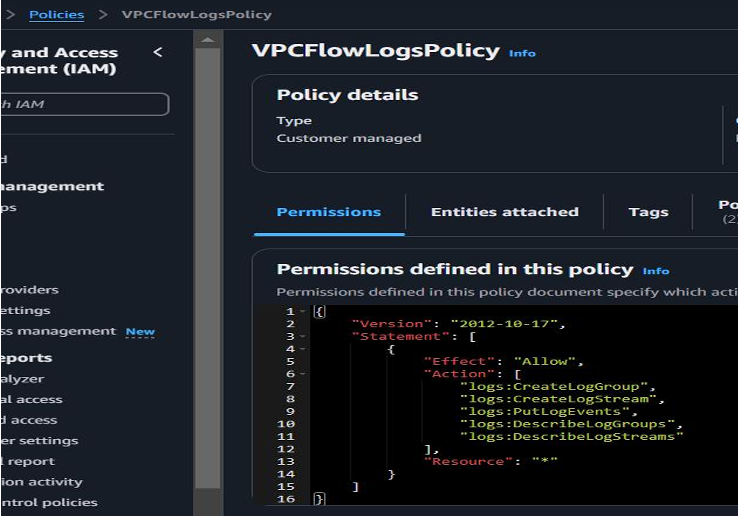 > Policies > VPCFlowLogsPolicy
y and Access
ement (IAM)
<
h IAM
d
anagement
ps
roviders
ettings
ss management New
eports
alyzer
al access
d access
er settings
l report
ion activity
ntrol policies
VPCFlowLogsPolicy Info
Policy details
Type
Customer managed
Permissions
Entities attached
Tags
Po
(2
Permissions defined in this policy Info
Permissions defined in this policy document specify which acti
1 {
2 "Version": "2012-10-17",
3 "Statement": [
4 {
5 "Effect": "Allow",
6 "Action": [
7 "logs:CreateLogGroup",
8 "logs:CreateLogStream",
9 "logs:PutLogEvents",
10 "logs:DescribeLogGroups",
11 "logs:DescribeLogStreams"
12 ],
13 "Resource": "*"
14 }
15 ]
16 }